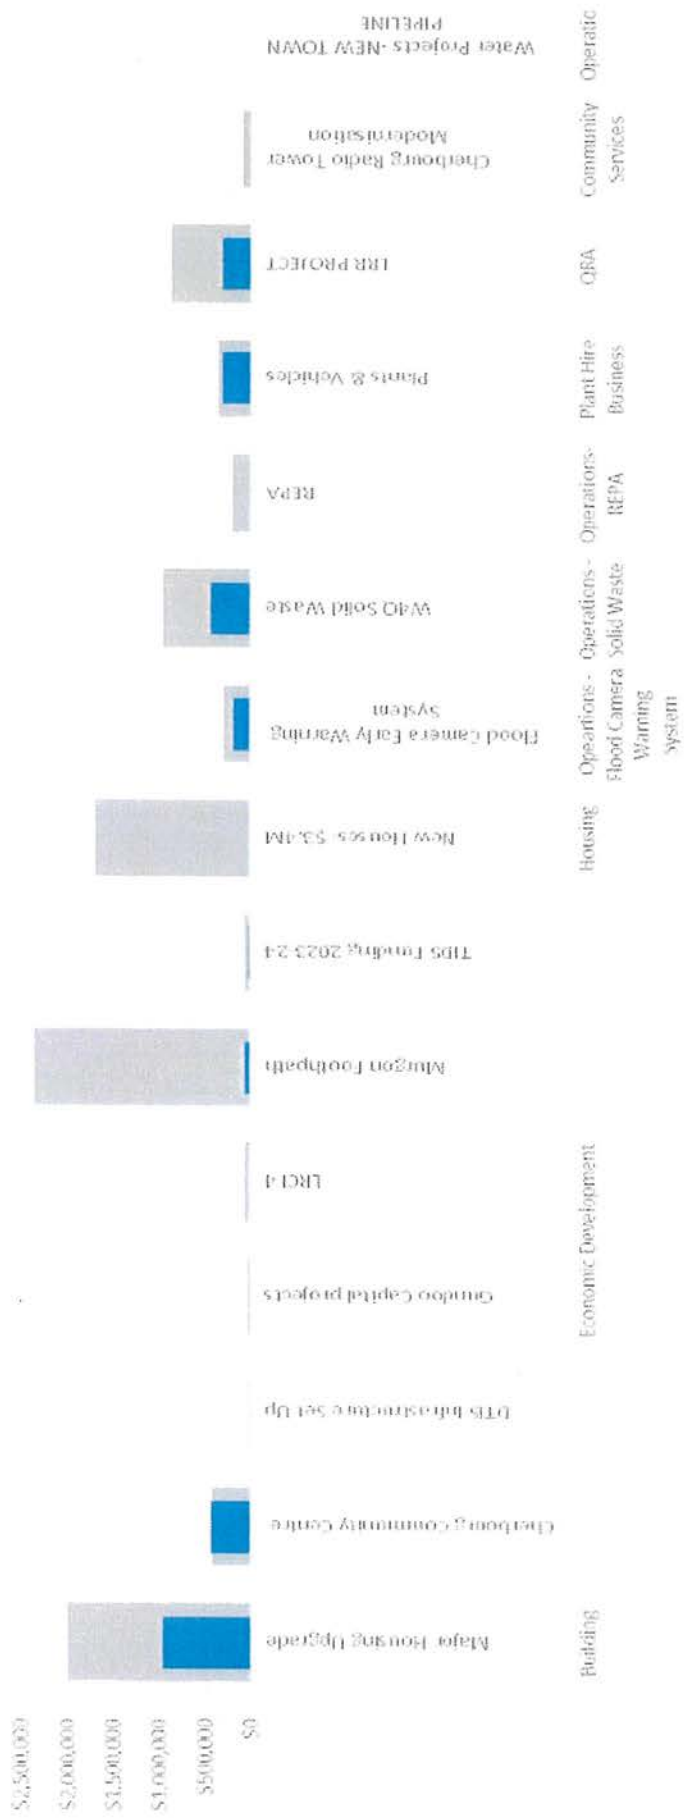 $2,500,000
$2,000,000
$1,500,000
$1,000,000
$500,000
$0
Major Housing Upgrade
Cherbourg Community Centre
DTB Infrastructure Set Up
Gundoo Capital projects
LRCI 4
Murgon Foothpath
TIDS Funding 2023-24
New Houses- $3.4M
Flood Camera Early Warning
System
W4Q Solid Waste
REPA
Plants & Vehicles
LRR PROJECT
Cherbourg Radio Tower
Modernisation
Water Projects -NEW TOWN
PIPELINE
Building
Economic Development
Housing
Opeartions -
Flood Camera
Warning
System
Operations -
Solid Waste
Operations-
REPA
Plant Hire
Business
QRA
Community
Services
Operatic